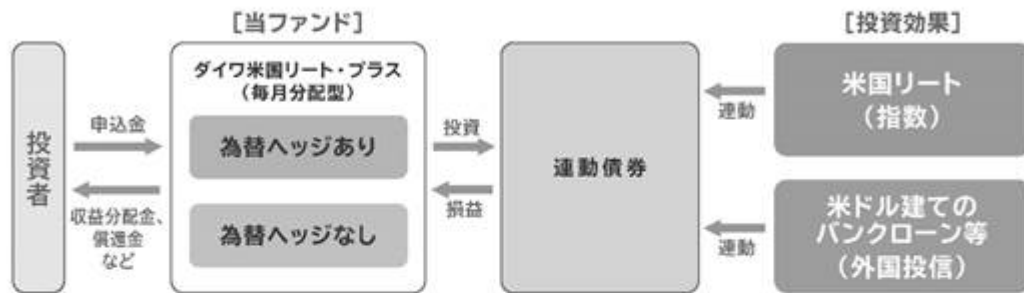 [当ファンド]
[投資効果]
投資者
申込金
収益分配金、
償還金
など
ダイワ米国リート・プラス
(毎月分配型)
為替ヘッジあり
為替ヘッジなし
投資
損益
連動債券
連動
連動
米国リート
(指数)
米ドル建ての
バンクローン等
(外国投信)